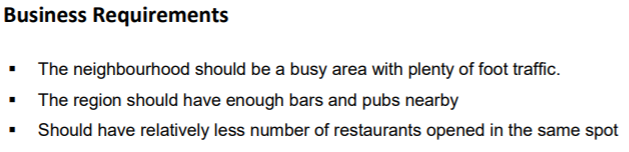 Business Requirements
▪ The neighbourhood should be a busy area with plenty of foot traffic.
▪ The region should have enough bars and pubs nearby
▪ Should have relatively less number of restaurants opened in the same spot